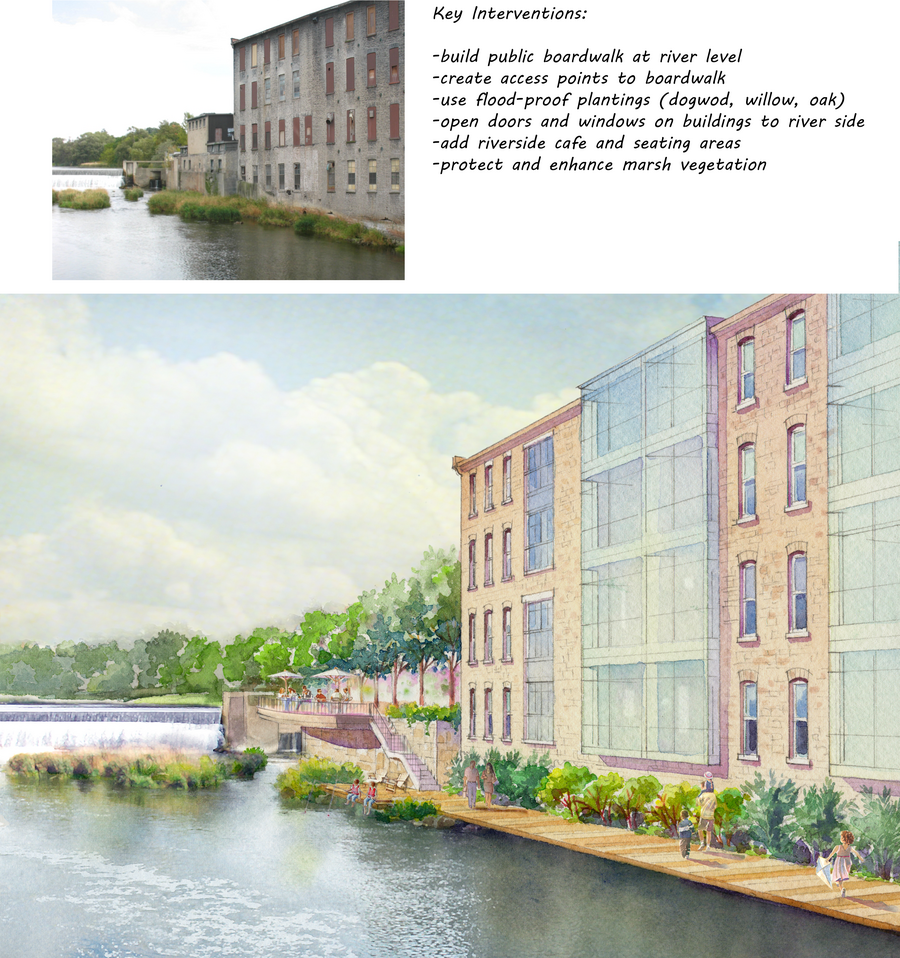 Key Interventions:
-build public boardwalk at river level
-create access points to boardwalk
-use flood-proof plantings (dogwod, willow, oak)
-open doors and windows on buildings to river side
-add riverside cafe and seating areas
-protect and enhance marsh vegetation